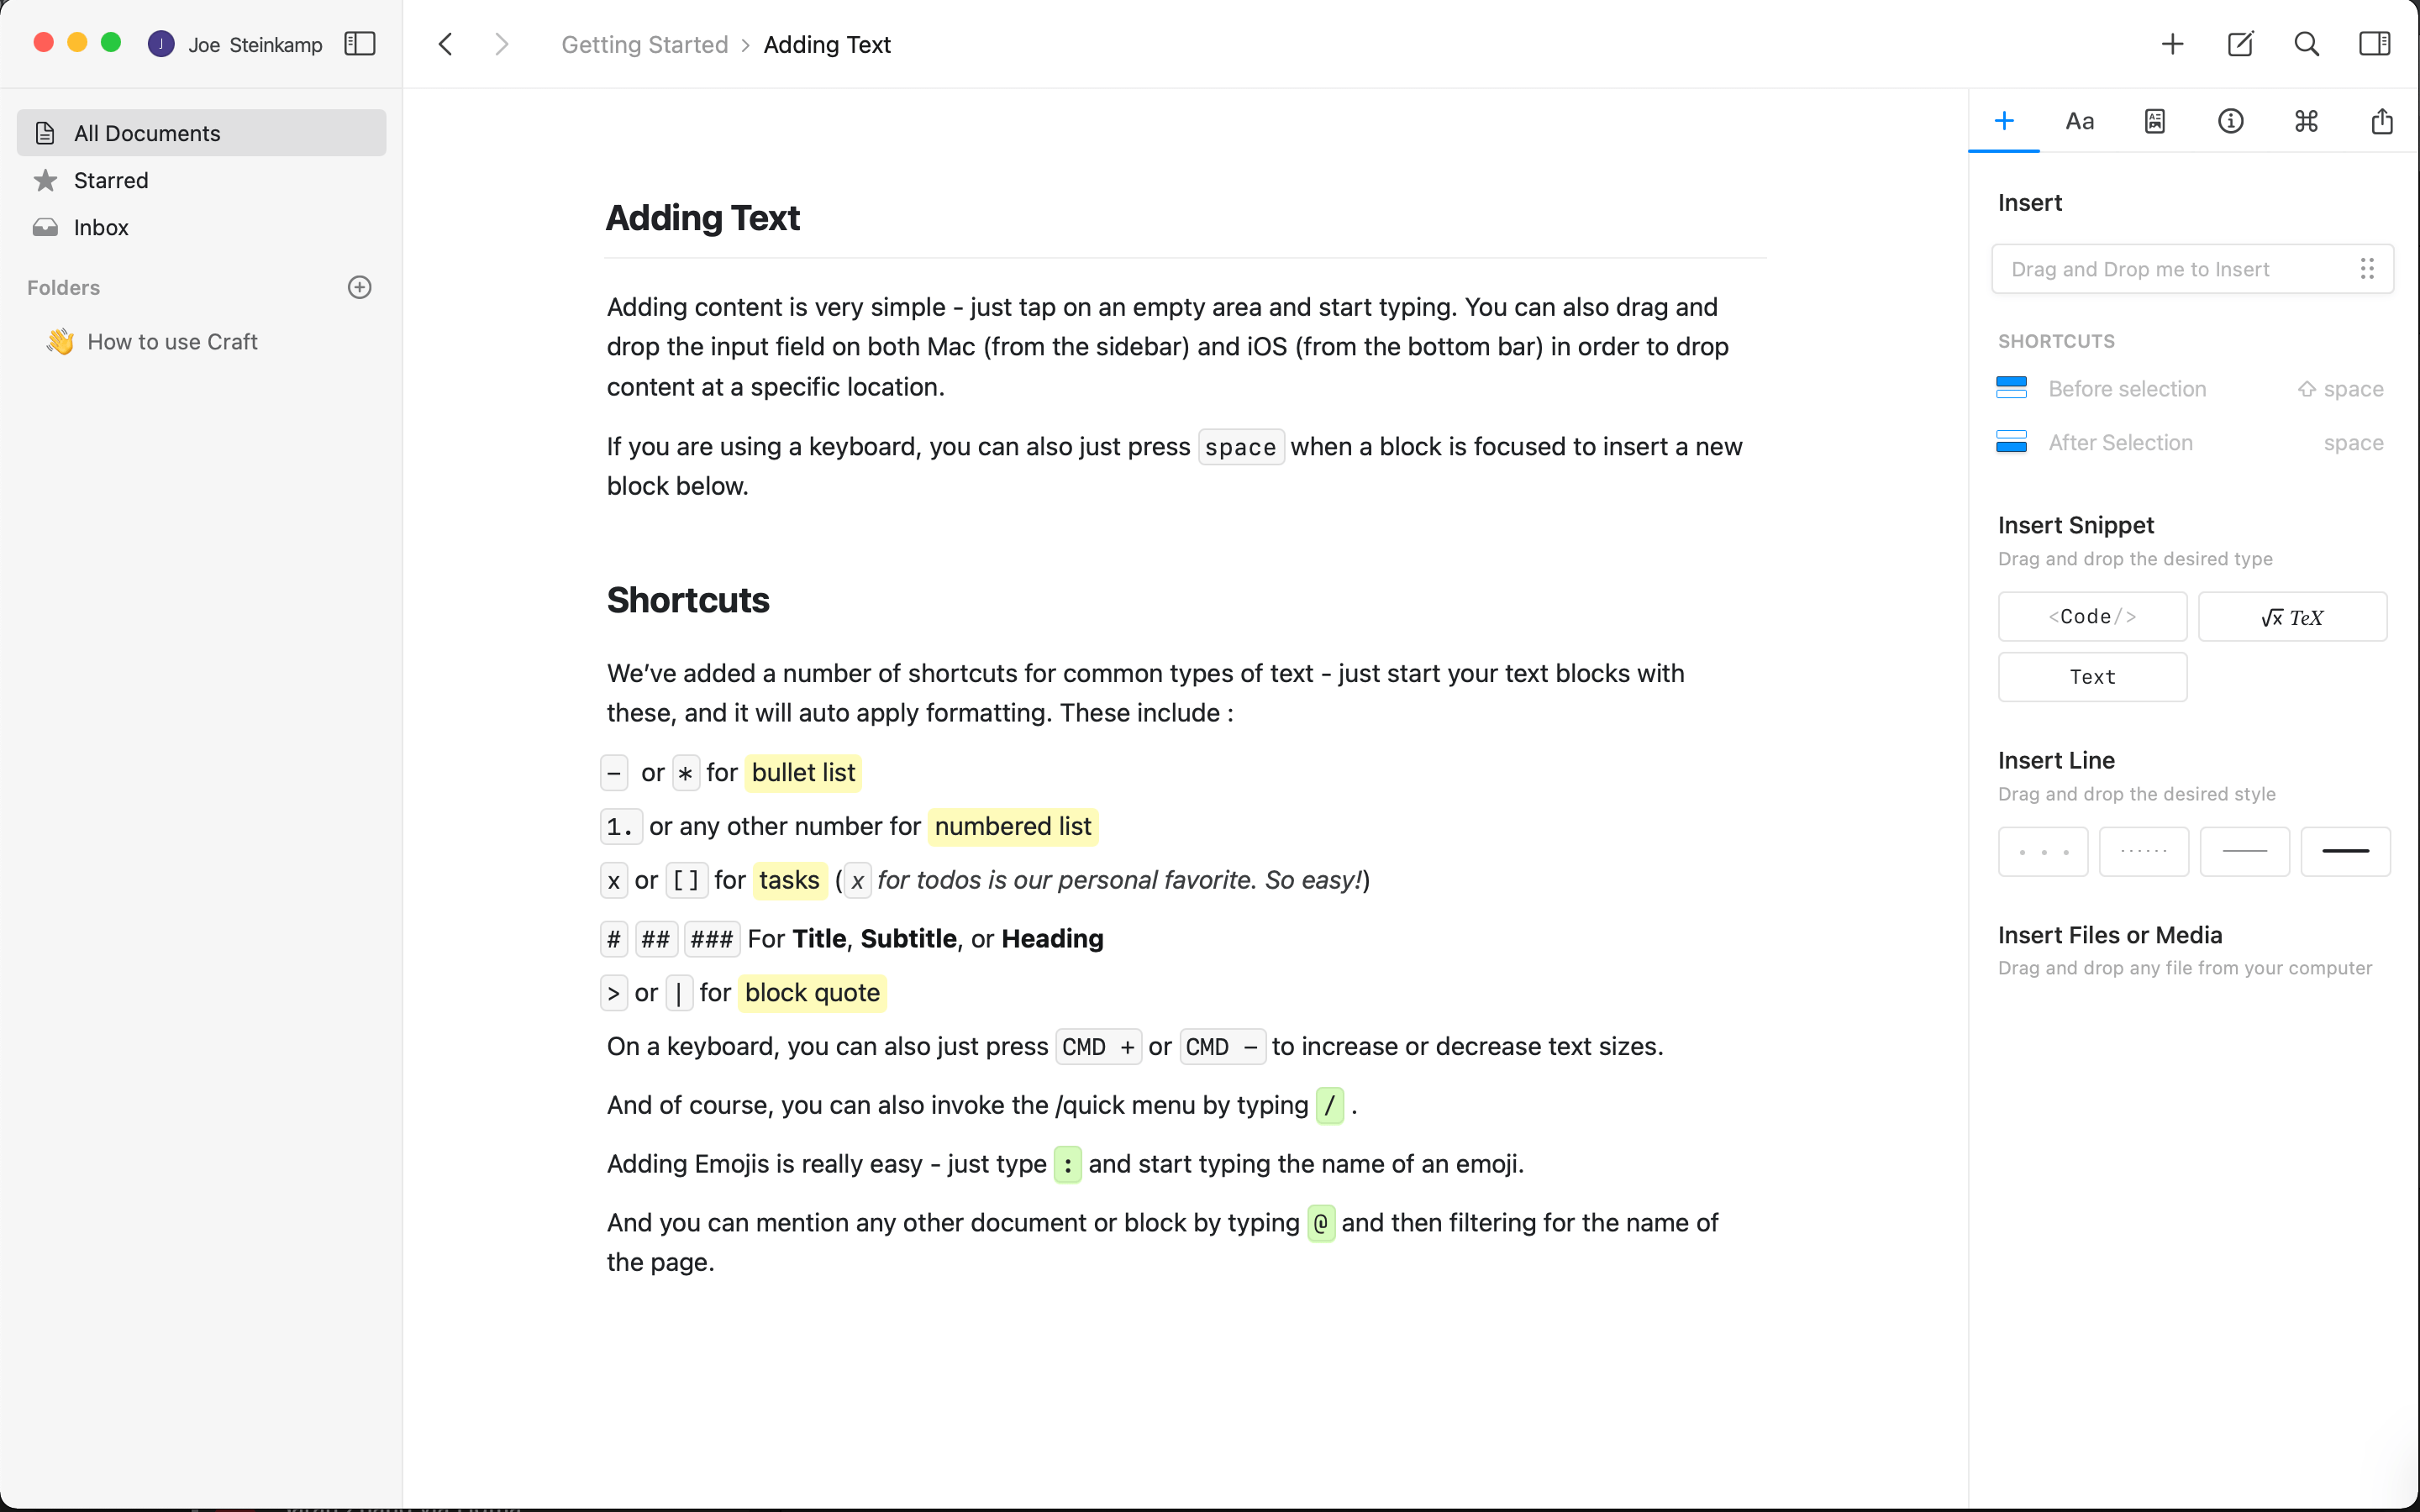 J Joe Steinkamp
Getting Started > Adding Text
All Documents
Starred
Inbox
Folders
👋 How to use Craft
Adding Text
Adding content is very simple - just tap on an empty area and start typing. You can also drag and
drop the input field on both Mac (from the sidebar) and iOS (from the bottom bar) in order to drop
content at a specific location.
If you are using a keyboard, you can also just press space when a block is focused to insert a new
block below.
Shortcuts
We’ve added a number of shortcuts for common types of text - just start your text blocks with
these, and it will auto apply formatting. These include :
- or * for bullet list
1. or any other number for numbered list
x or [] for tasks (x for todos is our personal favorite. So easy!)
# ## ### For Title, Subtitle, or Heading
> or | for block quote
On a keyboard, you can also just press CMD + or CMD - to increase or decrease text sizes.
And of course, you can also invoke the /quick menu by typing / .
Adding Emojis is really easy - just type : and start typing the name of an emoji.
And you can mention any other document or block by typing @ and then filtering for the name of
the page.
Aa
Insert
Drag and Drop me to Insert
SHORTCUTS
Before selection ⇧ space
After Selection space
Insert Snippet
Drag and drop the desired type
<Code/>
√x TeX
Text
Insert Line
Drag and drop the desired style
Insert Files or Media
Drag and drop any file from your computer